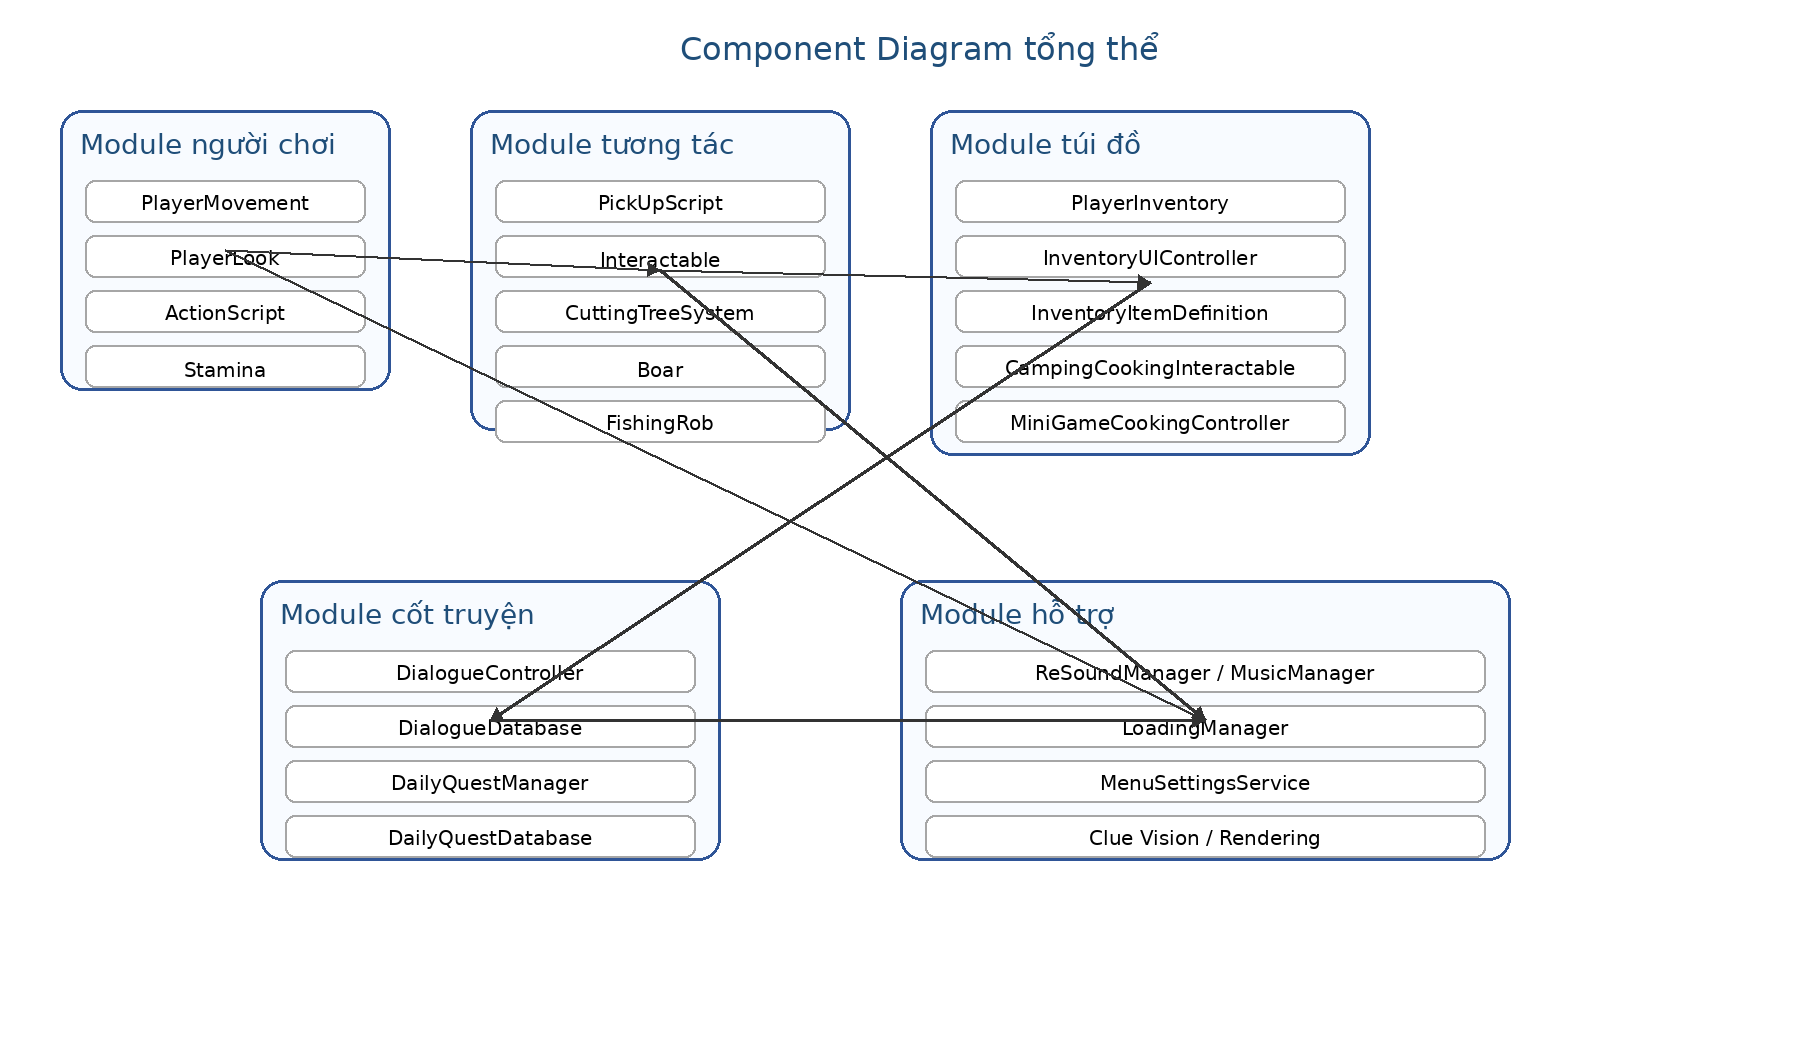 Component Diagram tổng thể
Module người chơi
PlayerMovement
PlayerLook
ActionScript
Stamina
Module tương tác
PickUpScript
Interactable
CuttingTreeSystem
Boar
FishingRob
Module túi đồ
PlayerInventory
InventoryUIController
InventoryItemDefinition
CampingCookingInteractable
MiniGameCookingController
Module cốt truyện
DialogueController
DialogueDatabase
DailyQuestManager
DailyQuestDatabase
Module hỗ trợ
ReSoundManager / MusicManager
LoadingManager
MenuSettingsService
Clue Vision / Rendering